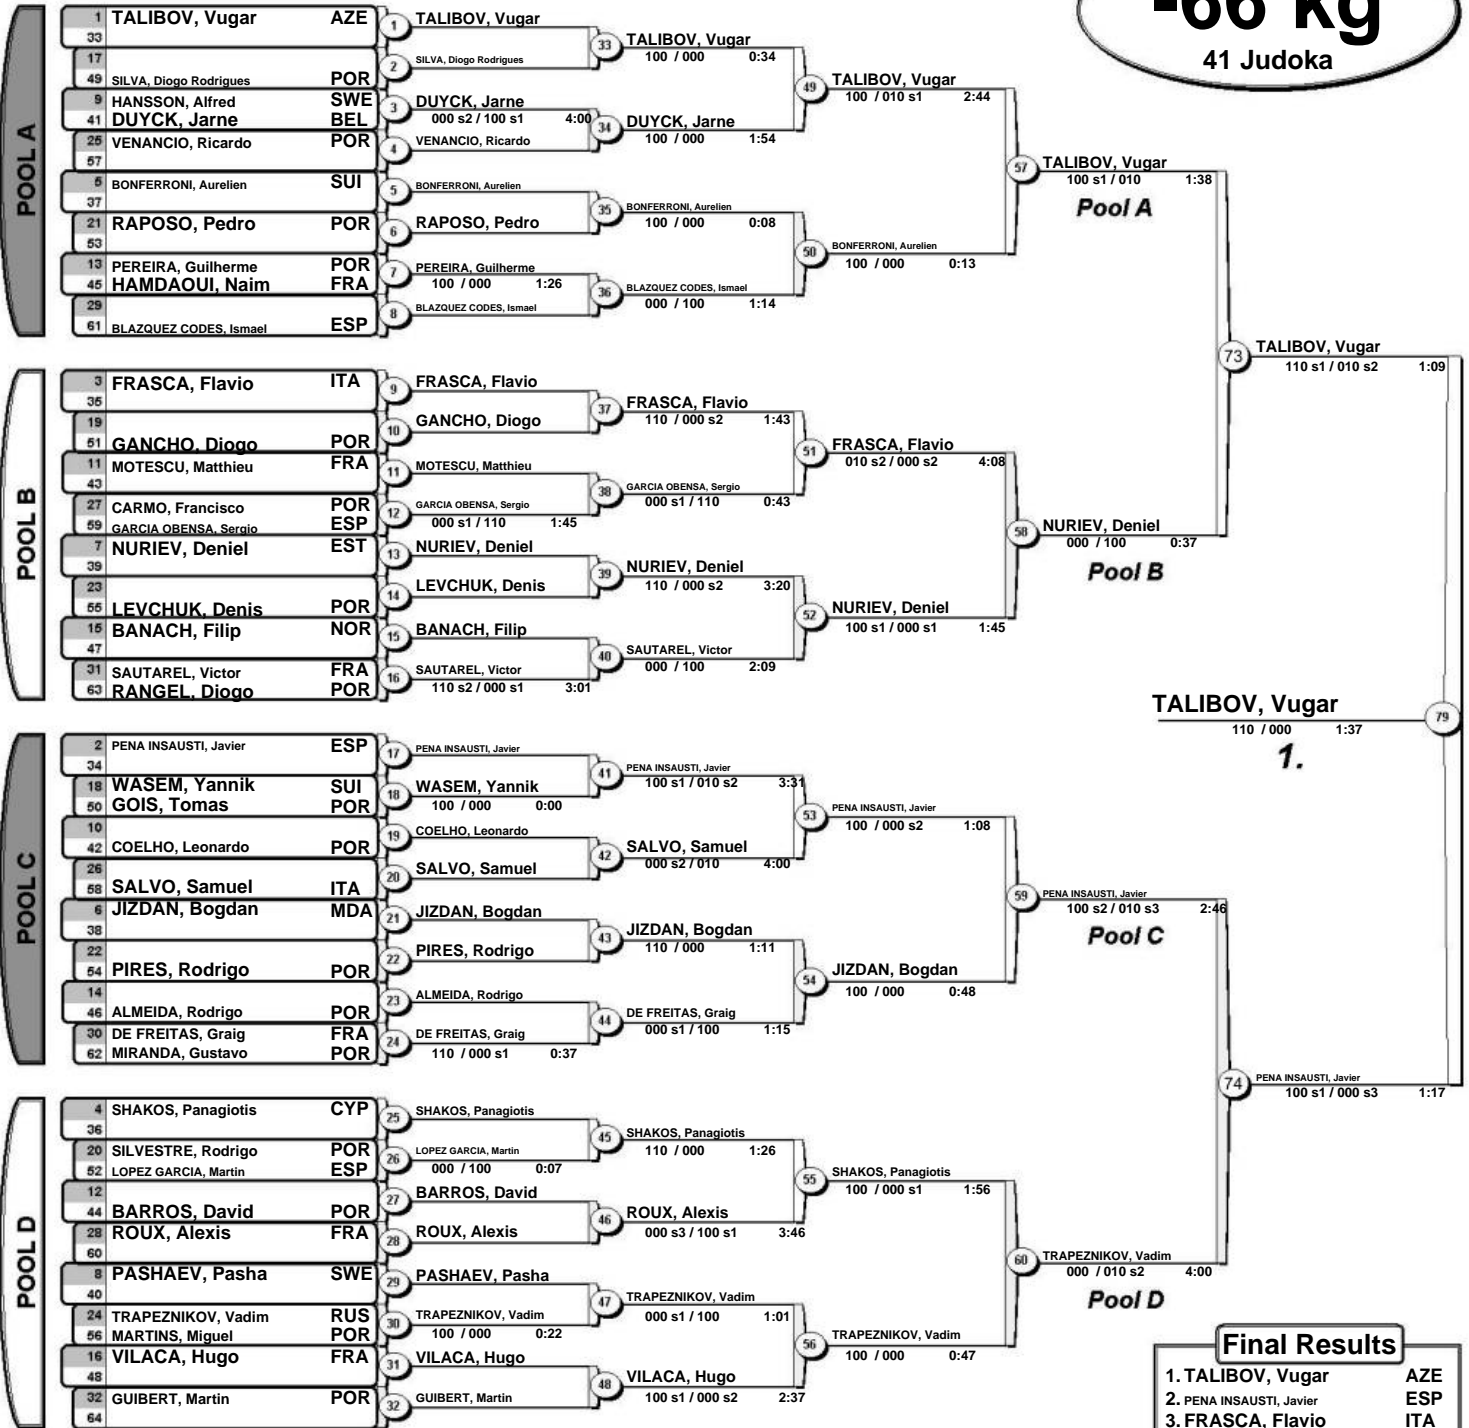 -66 kg
41 Judoka
POOL A
1 TALIBOV, Vugar AZE
33
17
49 SILVA, Diogo Rodrigues POR
9 HANSSON, Alfred SWE
41 DUYCK, Jarne BEL
25 VENANCIO, Ricardo POR
57
5 BONFERRONI, Aurelien SUI
37
21 RAPOSO, Pedro POR
53
13 PEREIRA, Guilherme POR
45 HAMDAOUI, Naim FRA
29
61 BLAZQUEZ CODES, Ismael ESP
1 TALIBOV, Vugar
2 SILVA, Diogo Rodrigues
3 DUYCK, Jarne
000 s2 / 100 s1 4:00
4 VENANCIO, Ricardo
5 BONFERRONI, Aurelien
6 RAPOSO, Pedro
7 PEREIRA, Guilherme
100 / 000 1:26
8 BLAZQUEZ CODES, Ismael
33 TALIBOV, Vugar
100 / 000 0:34
34 DUYCK, Jarne
100 / 000 1:54
35 BONFERRONI, Aurelien
100 / 000 0:08
36 BLAZQUEZ CODES, Ismael
000 / 100 1:14
49 TALIBOV, Vugar
100 / 010 s1 2:44
50 BONFERRONI, Aurelien
100 / 000 0:13
57 TALIBOV, Vugar
100 s1 / 010 1:38
Pool A
POOL B
3 FRASCA, Flavio ITA
35
19
51 GANCHO, Diogo POR
11 MOTESCU, Matthieu FRA
43
27 CARMO, Francisco POR
59 GARCIA OBENSA, Sergio ESP
7 NURIEV, Deniel EST
39
23
55 LEVCHUK, Denis POR
15 BANACH, Filip NOR
47
31 SAUTAREL, Victor FRA
63 RANGEL, Diogo POR
9 FRASCA, Flavio
10 GANCHO, Diogo
11 MOTESCU, Matthieu
12 GARCIA OBENSA, Sergio
000 s1 / 110 1:45
13 NURIEV, Deniel
14 LEVCHUK, Denis
15 BANACH, Filip
16 SAUTAREL, Victor
110 s2 / 000 s1 3:01
37 FRASCA, Flavio
110 / 000 s2 1:43
38 GARCIA OBENSA, Sergio
000 s1 / 110 0:43
39 NURIEV, Deniel
110 / 000 s2 3:20
40 SAUTAREL, Victor
000 / 100 2:09
51 FRASCA, Flavio
010 s2 / 000 s2 4:08
52 NURIEV, Deniel
100 s1 / 000 s1 1:45
58 NURIEV, Deniel
000 / 100 0:37
Pool B
73 TALIBOV, Vugar
110 s1 / 010 s2 1:09
TALIBOV, Vugar 79
110 / 000 1:37
1.
POOL C
2 PENA INSAUSTI, Javier ESP
34
18 WASEM, Yannik SUI
50 GOIS, Tomas POR
10
42 COELHO, Leonardo POR
26
58 SALVO, Samuel ITA
6 JIZDAN, Bogdan MDA
38
22
54 PIRES, Rodrigo POR
14
46 ALMEIDA, Rodrigo POR
30 DE FREITAS, Graig FRA
62 MIRANDA, Gustavo POR
17 PENA INSAUSTI, Javier
18 WASEM, Yannik
100 / 000 0:00
19 COELHO, Leonardo
20 SALVO, Samuel
21 JIZDAN, Bogdan
22 PIRES, Rodrigo
23 ALMEIDA, Rodrigo
24 DE FREITAS, Graig
110 / 000 s1 0:37
41 PENA INSAUSTI, Javier
100 s1 / 010 s2 3:31
42 SALVO, Samuel
000 s2 / 010 4:00
43 JIZDAN, Bogdan
110 / 000 1:11
44 DE FREITAS, Graig
000 s1 / 100 1:15
53 PENA INSAUSTI, Javier
100 / 000 s2 1:08
54 JIZDAN, Bogdan
100 / 000 0:48
59 PENA INSAUSTI, Javier
100 s2 / 010 s3 2:46
Pool C
POOL D
4 SHAKOS, Panagiotis CYP
36
20 SILVESTRE, Rodrigo POR
52 LOPEZ GARCIA, Martin ESP
12
44 BARROS, David POR
28 ROUX, Alexis FRA
60
8 PASHAEV, Pasha SWE
40
24 TRAPEZNIKOV, Vadim RUS
56 MARTINS, Miguel POR
16 VILACA, Hugo FRA
48
32 GUIBERT, Martin POR
64
25 SHAKOS, Panagiotis
26 LOPEZ GARCIA, Martin
000 / 100 0:07
27 BARROS, David
28 ROUX, Alexis
29 PASHAEV, Pasha
30 TRAPEZNIKOV, Vadim
100 / 000 0:22
31 VILACA, Hugo
32 GUIBERT, Martin
45 SHAKOS, Panagiotis
110 / 000 1:26
46 ROUX, Alexis
000 s3 / 100 s1 3:46
47 TRAPEZNIKOV, Vadim
000 s1 / 100 1:01
48 VILACA, Hugo
100 s1 / 000 s2 2:37
55 SHAKOS, Panagiotis
100 / 000 s1 1:56
56 TRAPEZNIKOV, Vadim
100 / 000 0:47
60 TRAPEZNIKOV, Vadim
000 / 010 s2 4:00
Pool D
74 PENA INSAUSTI, Javier
100 s1 / 000 s3 1:17
Final Results
1. TALIBOV, Vugar AZE
2. PENA INSAUSTI, Javier ESP
3. FRASCA, Flavio ITA